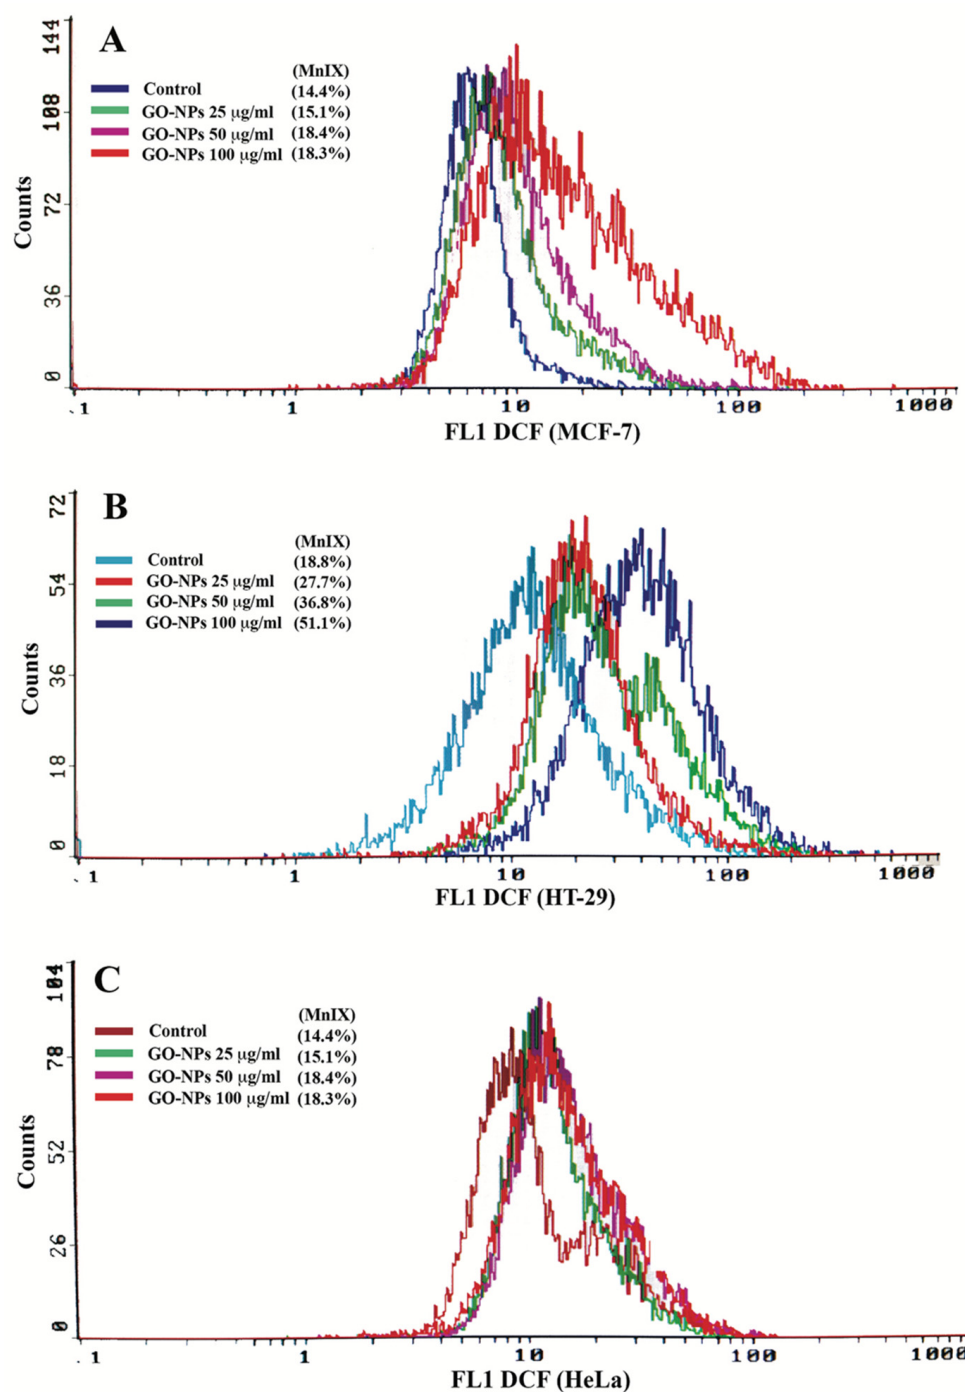 A
(MnIX)
Control (14.4%)
GO-NPs 25 µg/ml (15.1%)
GO-NPs 50 µg/ml (18.4%)
GO-NPs 100 µg/ml (18.3%)
Counts
144
108
72
36
0
.1 1 10 100 1000
FL1 DCF (MCF-7)
B
(MnIX)
Control (18.8%)
GO-NPs 25 µg/ml (27.7%)
GO-NPs 50 µg/ml (36.8%)
GO-NPs 100 µg/ml (51.1%)
Counts
72
54
36
18
0
.1 1 10 100 1000
FL1 DCF (HT-29)
C
(MnIX)
Control (14.4%)
GO-NPs 25 µg/ml (15.1%)
GO-NPs 50 µg/ml (18.4%)
GO-NPs 100 µg/ml (18.3%)
Counts
104
78
52
26
0
.1 1 10 100 1000
FL1 DCF (HeLa)